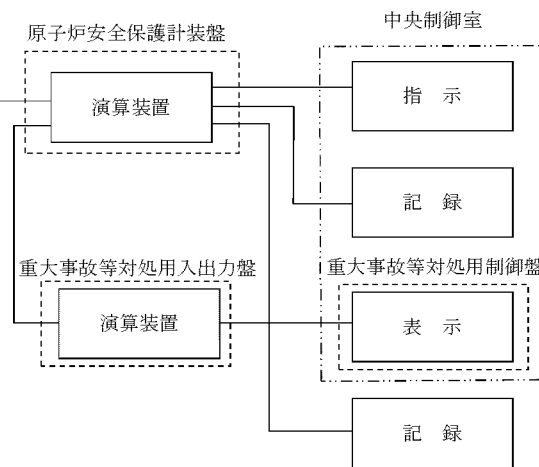 中央制御室
原子炉安全保護計装盤
演算装置
指 示
記 録
重大事故等対処用入出力盤
重大事故等対処用制御盤
演算装置
表 示
記 録